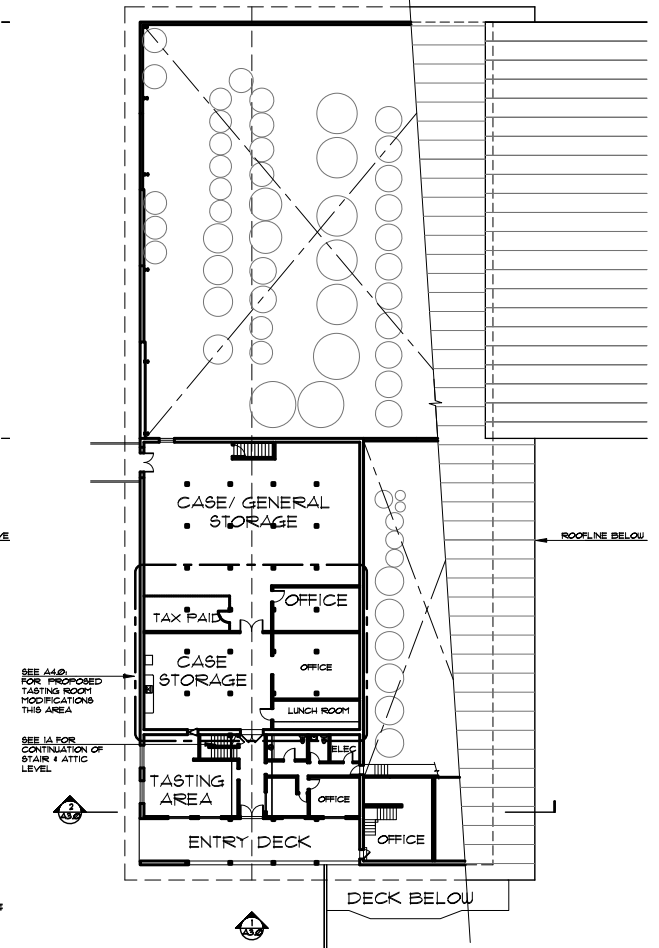 CASE/ GENERAL
STORAGE
ROOFLINE BELOW
OFFICE
TAX PAID
CASE
STORAGE
OFFICE
SEE A4.0;
FOR PROPOSED
TASTING ROOM
MODIFICATIONS
THIS AREA
LUNCH ROOM
SEE 1A FOR
CONTINUATION OF
STAIR & ATTIC
LEVEL
ELEC
TASTING
AREA
OFFICE
2
A3.0
ENTRY DECK
OFFICE
DECK BELOW
1
A3.0